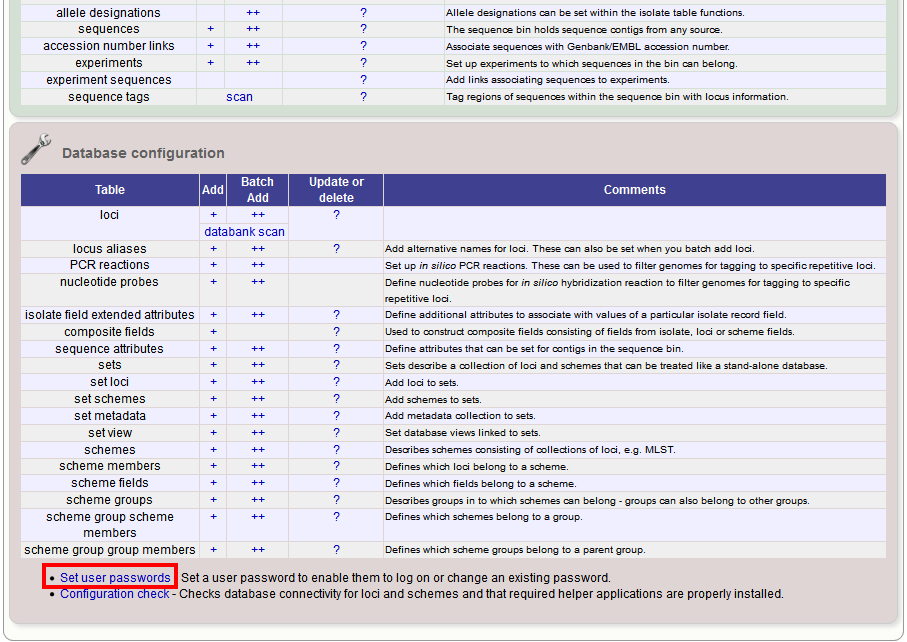 allele designations ++ ? Allele designations can be set within the isolate table functions.
sequences + ++ ? The sequence bin holds sequence contigs from any source.
accession number links + ++ ? Associate sequences with Genbank/EMBL accession number.
experiments + ++ ? Set up experiments to which sequences in the bin can belong.
experiment sequences ? Add links associating sequences to experiments.
sequence tags scan ? Tag regions of sequences within the sequence bin with locus information.
Database configuration
Table Add Batch Add Update or delete Comments
loci + ++ ?
databank scan
locus aliases + ++ ? Add alternative names for loci. These can also be set when you batch add loci.
PCR reactions + ++ Set up in silico PCR reactions. These can be used to filter genomes for tagging to specific repetitive loci.
nucleotide probes + ++ Define nucleotide probes for in silico hybridization reaction to filter genomes for tagging to specific
repetitive loci.
isolate field extended attributes + ++ ? Define additional attributes to associate with values of a particular isolate record field.
composite fields + ? Used to construct composite fields consisting of fields from isolate, loci or scheme fields.
sequence attributes + ++ ? Define attributes that can be set for contigs in the sequence bin.
sets + ++ ? Sets describe a collection of loci and schemes that can be treated like a stand-alone database.
set loci + ++ ? Add loci to sets.
set schemes + ++ ? Add schemes to sets.
set metadata + ++ ? Add metadata collection to sets.
set view + ++ ? Set database views linked to sets.
schemes + ++ ? Describes schemes consisting of collections of loci, e.g. MLST.
scheme members + ++ ? Defines which loci belong to a scheme.
scheme fields + ++ ? Defines which fields belong to a scheme.
scheme groups + ++ ? Describes groups in to which schemes can belong - groups can also belong to other groups.
scheme group scheme + ++ ? Defines which schemes belong to a group.
members
scheme group group members + ++ ? Defines which scheme groups belong to a parent group.
• Set user passwords Set a user password to enable them to log on or change an existing password.
• Configuration check - Checks database connectivity for loci and schemes and that required helper applications are properly installed.